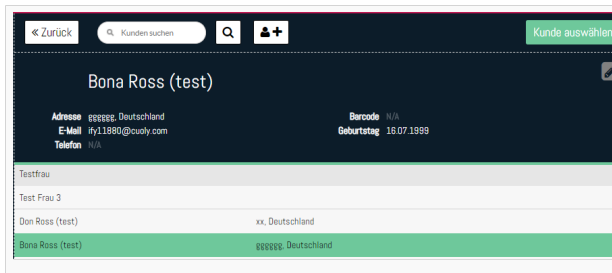 « Zurück Kunden suchen Kunde auswählen
Bona Ross (test)
Adresse gggggg, Deutschland Barcode N/A
E-Mail ify11880@cuoly.com Geburtstag 16.07.1999
Telefon N/A
Testfrau
Test Frau 3
Don Ross (test) xx, Deutschland
Bona Ross (test) gggggg, Deutschland